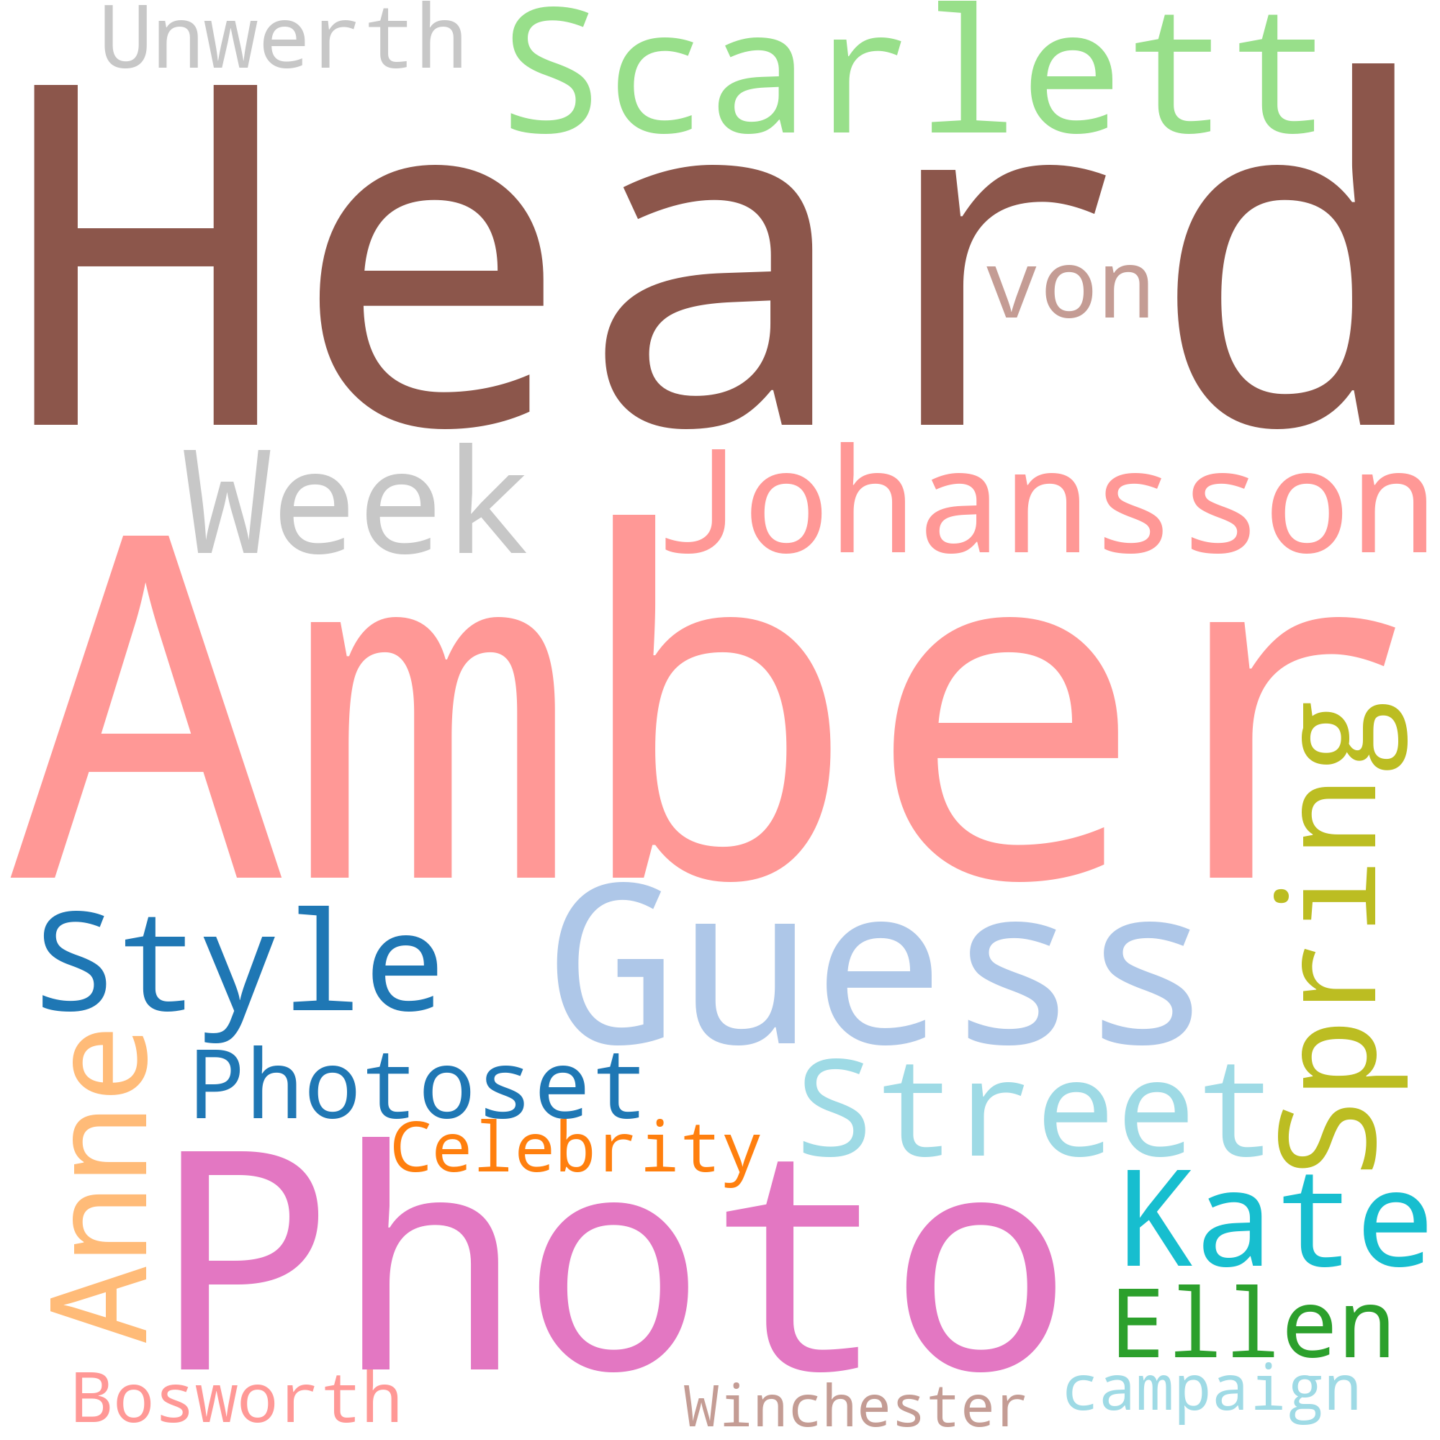 Unwerth
Scarlett
Heard
von
Week
Johansson
Amber
Spring
Style
Guess
Anne
Photoset
Street
Celebrity
Photo
Kate
Ellen
Bosworth
Winchester
campaign